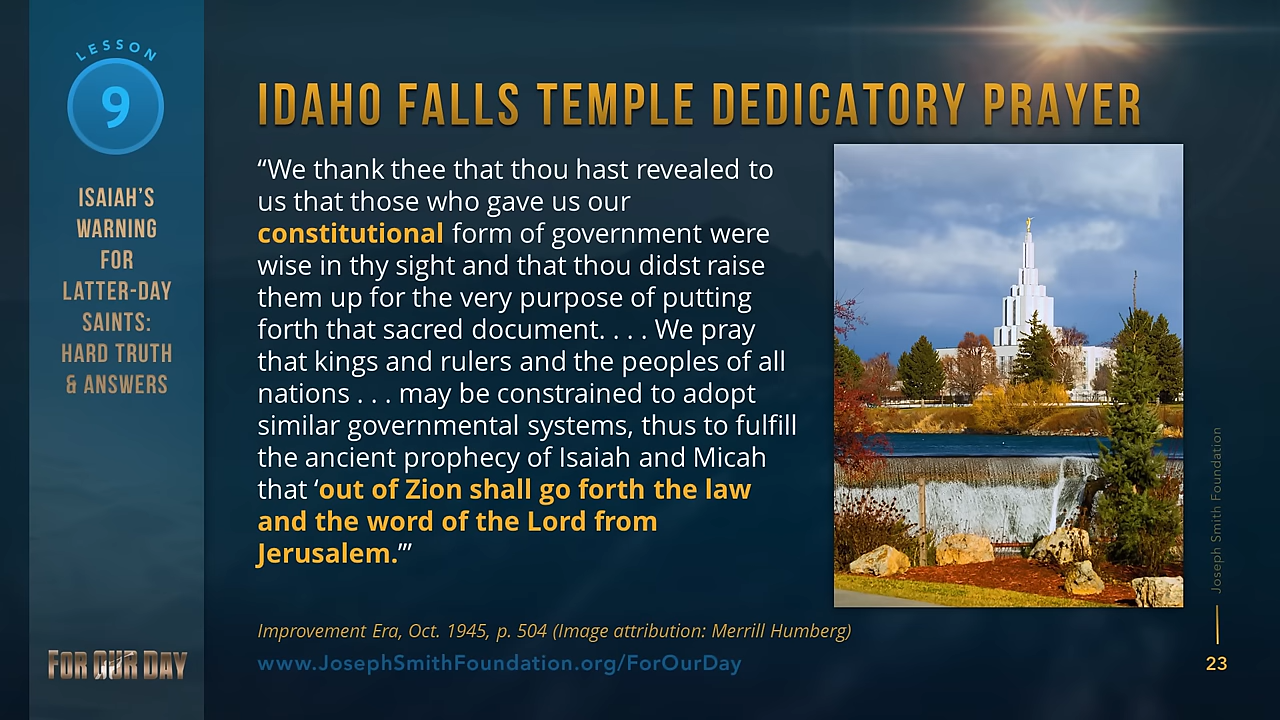 LESSON
9
ISAIAH'S
WARNING
FOR
LATTER-DAY
SAINTS:
HARD TRUTH
& ANSWERS
FOR OUR DAY
IDAHO FALLS TEMPLE DEDICATORY PRAYER
“We thank thee that thou hast revealed to
us that those who gave us our
constitutional form of government were
wise in thy sight and that thou didst raise
them up for the very purpose of putting
forth that sacred document. . . . We pray
that kings and rulers and the peoples of all
nations . . . may be constrained to adopt
similar governmental systems, thus to fulfill
the ancient prophecy of Isaiah and Micah
that ‘out of Zion shall go forth the law
and the word of the Lord from
Jerusalem.’”
Improvement Era, Oct. 1945, p. 504 (Image attribution: Merrill Humberg)
www.JosephSmithFoundation.org/ForOurDay
Joseph Smith Foundation
23